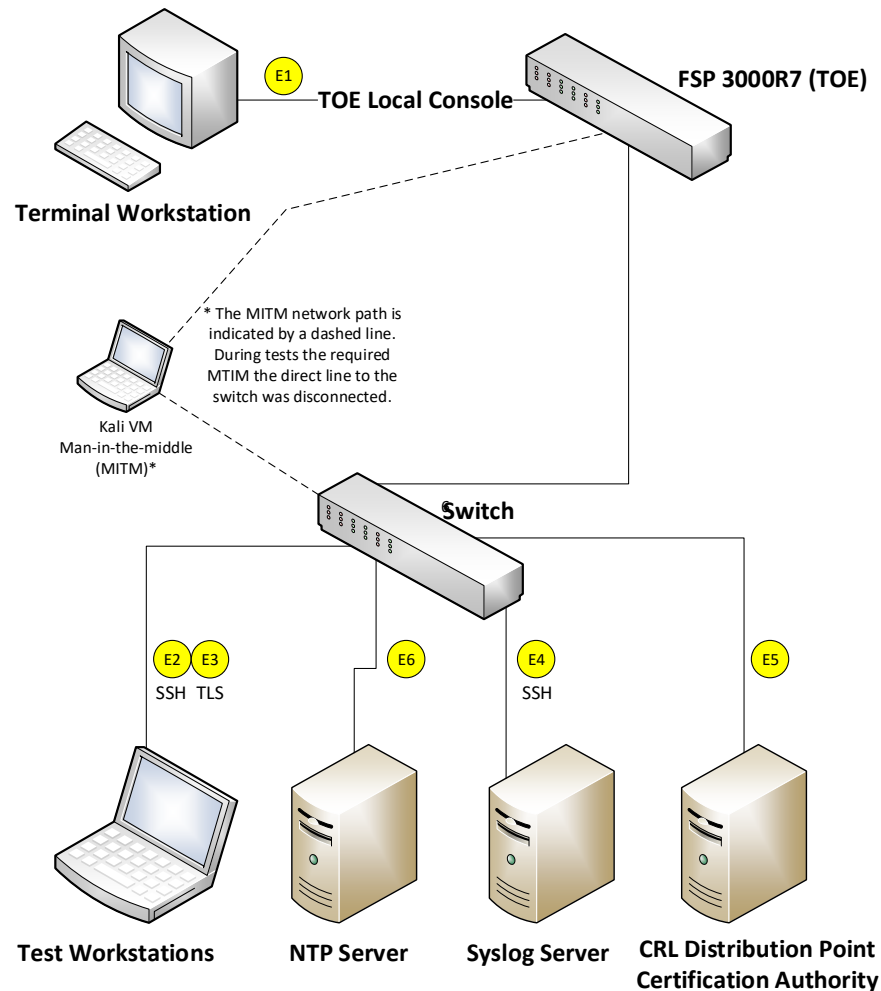 E1
TOE Local Console
FSP 3000R7 (TOE)
Terminal Workstation
* The MITM network path is
indicated by a dashed line.
During tests the required
MTIM the direct line to the
switch was disconnected.
Kali VM
Man-in-the-middle
(MITM)*
Switch
E2
E3
E6
E4
E5
SSH
TLS
SSH
Test Workstations
NTP Server
Syslog Server
CRL Distribution Point
Certification Authority